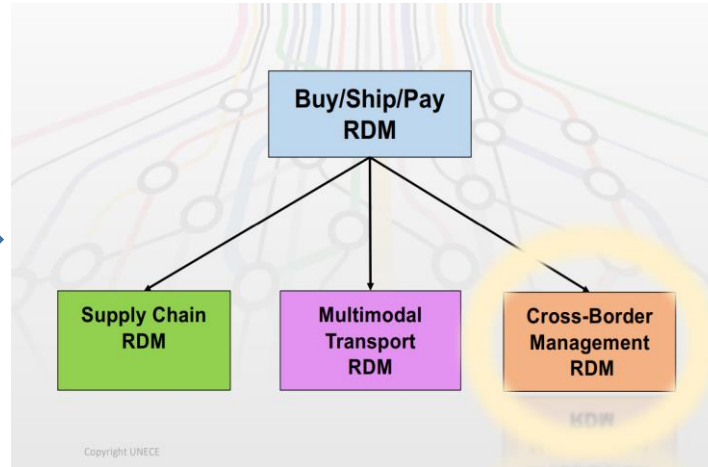 Buy/Ship/Pay
RDM
Supply Chain
RDM
Multimodal
Transport
RDM
Cross-Border
Management
RDM
Copyright UNECE